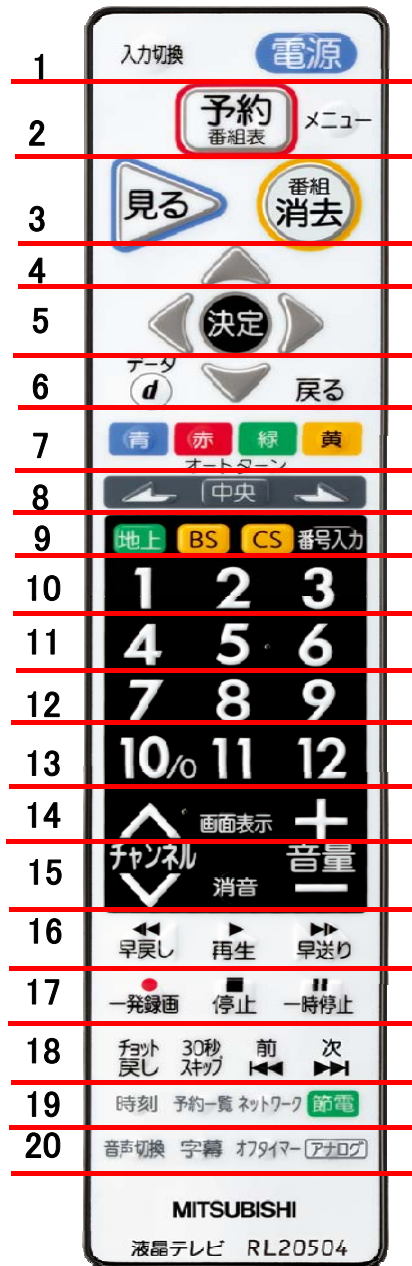 1 入力切換 電源
2 予約 メニュー
番組表
3 見る 番組
消去
4
5 決定
6 データ
d 戻る
7 青 赤 緑 黄
オートターン
8 中央
9 地上 BS CS 番号入力
10 1 2 3
11 4 5 6
12 7 8 9
13 10/0 11 12
14 画面表示 +
15 チャンネル 音量
消音 −
16 早戻し 再生 早送り
17 一発録画 停止 一時停止
18 チョット 30秒 前 次
戻し スキップ
19 時刻 予約一覧 ネットワーク 節電
20 音声切換 字幕 オフタイマー アナログ
MITSUBISHI
液晶テレビ RL20504